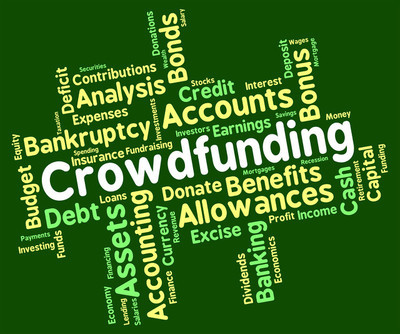 Donations
Wealth
Bonds
Salary
Securities
Contributions
Deficit
Analysis
Expenses
Taxation
Investments
Stocks
Credit
Interest
Deposit
Wages
Mortgage
Bonus
Accounts
Savings
Equity
Bankruptcy
Investors
Earnings
Money
Spending
Insurance
Fundraising
Crowdfunding
Budget
Debt
Loans
Donate
Mortgages
Benefits
Recession
Retirement
Capital
Funding
Cash
Allowances
Payments
Investing
Funds
Financing
Assets
Accounting
Currency
Revenue
Excise
Profit
Income
Banking
Economics
Dividends
Economy
Lending
Salaries
Finance